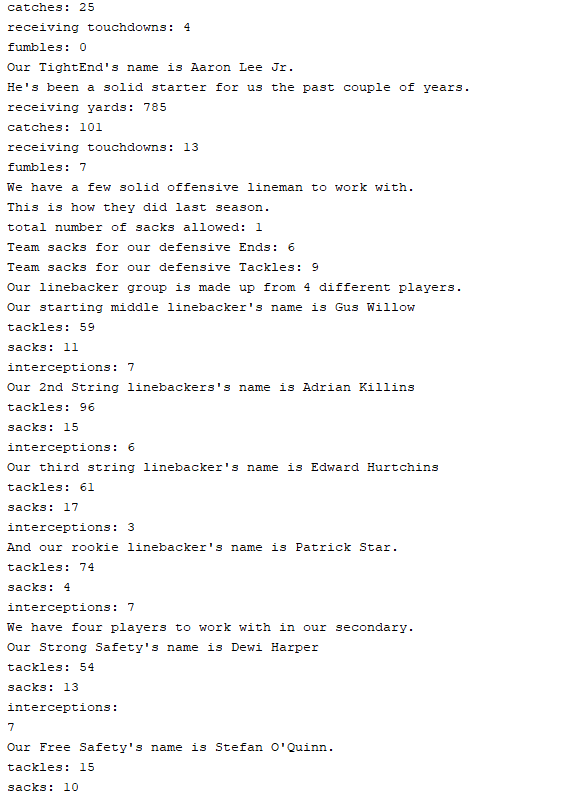 catches: 25
receiving touchdowns: 4
fumbles: 0
Our TightEnd's name is Aaron Lee Jr.
He's been a solid starter for us the past couple of years.
receiving yards: 785
catches: 101
receiving touchdowns: 13
fumbles: 7
We have a few solid offensive lineman to work with.
This is how they did last season.
total number of sacks allowed: 1
Team sacks for our defensive Ends: 6
Team sacks for our defensive Tackles: 9
Our linebacker group is made up from 4 different players.
Our starting middle linebacker's name is Gus Willow
tackles: 59
sacks: 11
interceptions: 7
Our 2nd String linebackers's name is Adrian Killins
tackles: 96
sacks: 15
interceptions: 6
Our third string linebacker's name is Edward Hurtchins
tackles: 61
sacks: 17
interceptions: 3
And our rookie linebacker's name is Patrick Star.
tackles: 74
sacks: 4
interceptions: 7
We have four players to work with in our secondary.
Our Strong Safety's name is Dewi Harper
tackles: 54
sacks: 13
interceptions:
7
Our Free Safety's name is Stefan O'Quinn.
tackles: 15
sacks: 10